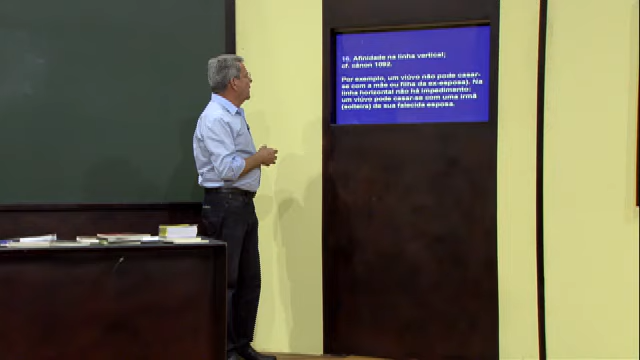 16. Afinidade na linha vertical;
cf. cânon 1092.
Por exemplo, um viúvo não pode casar-
se com a mãe ou filha da ex-esposa). Na
linha horizontal não há impedimento:
um viúvo pode casar-se com uma irmã
(solteira) de sua falecida esposa.